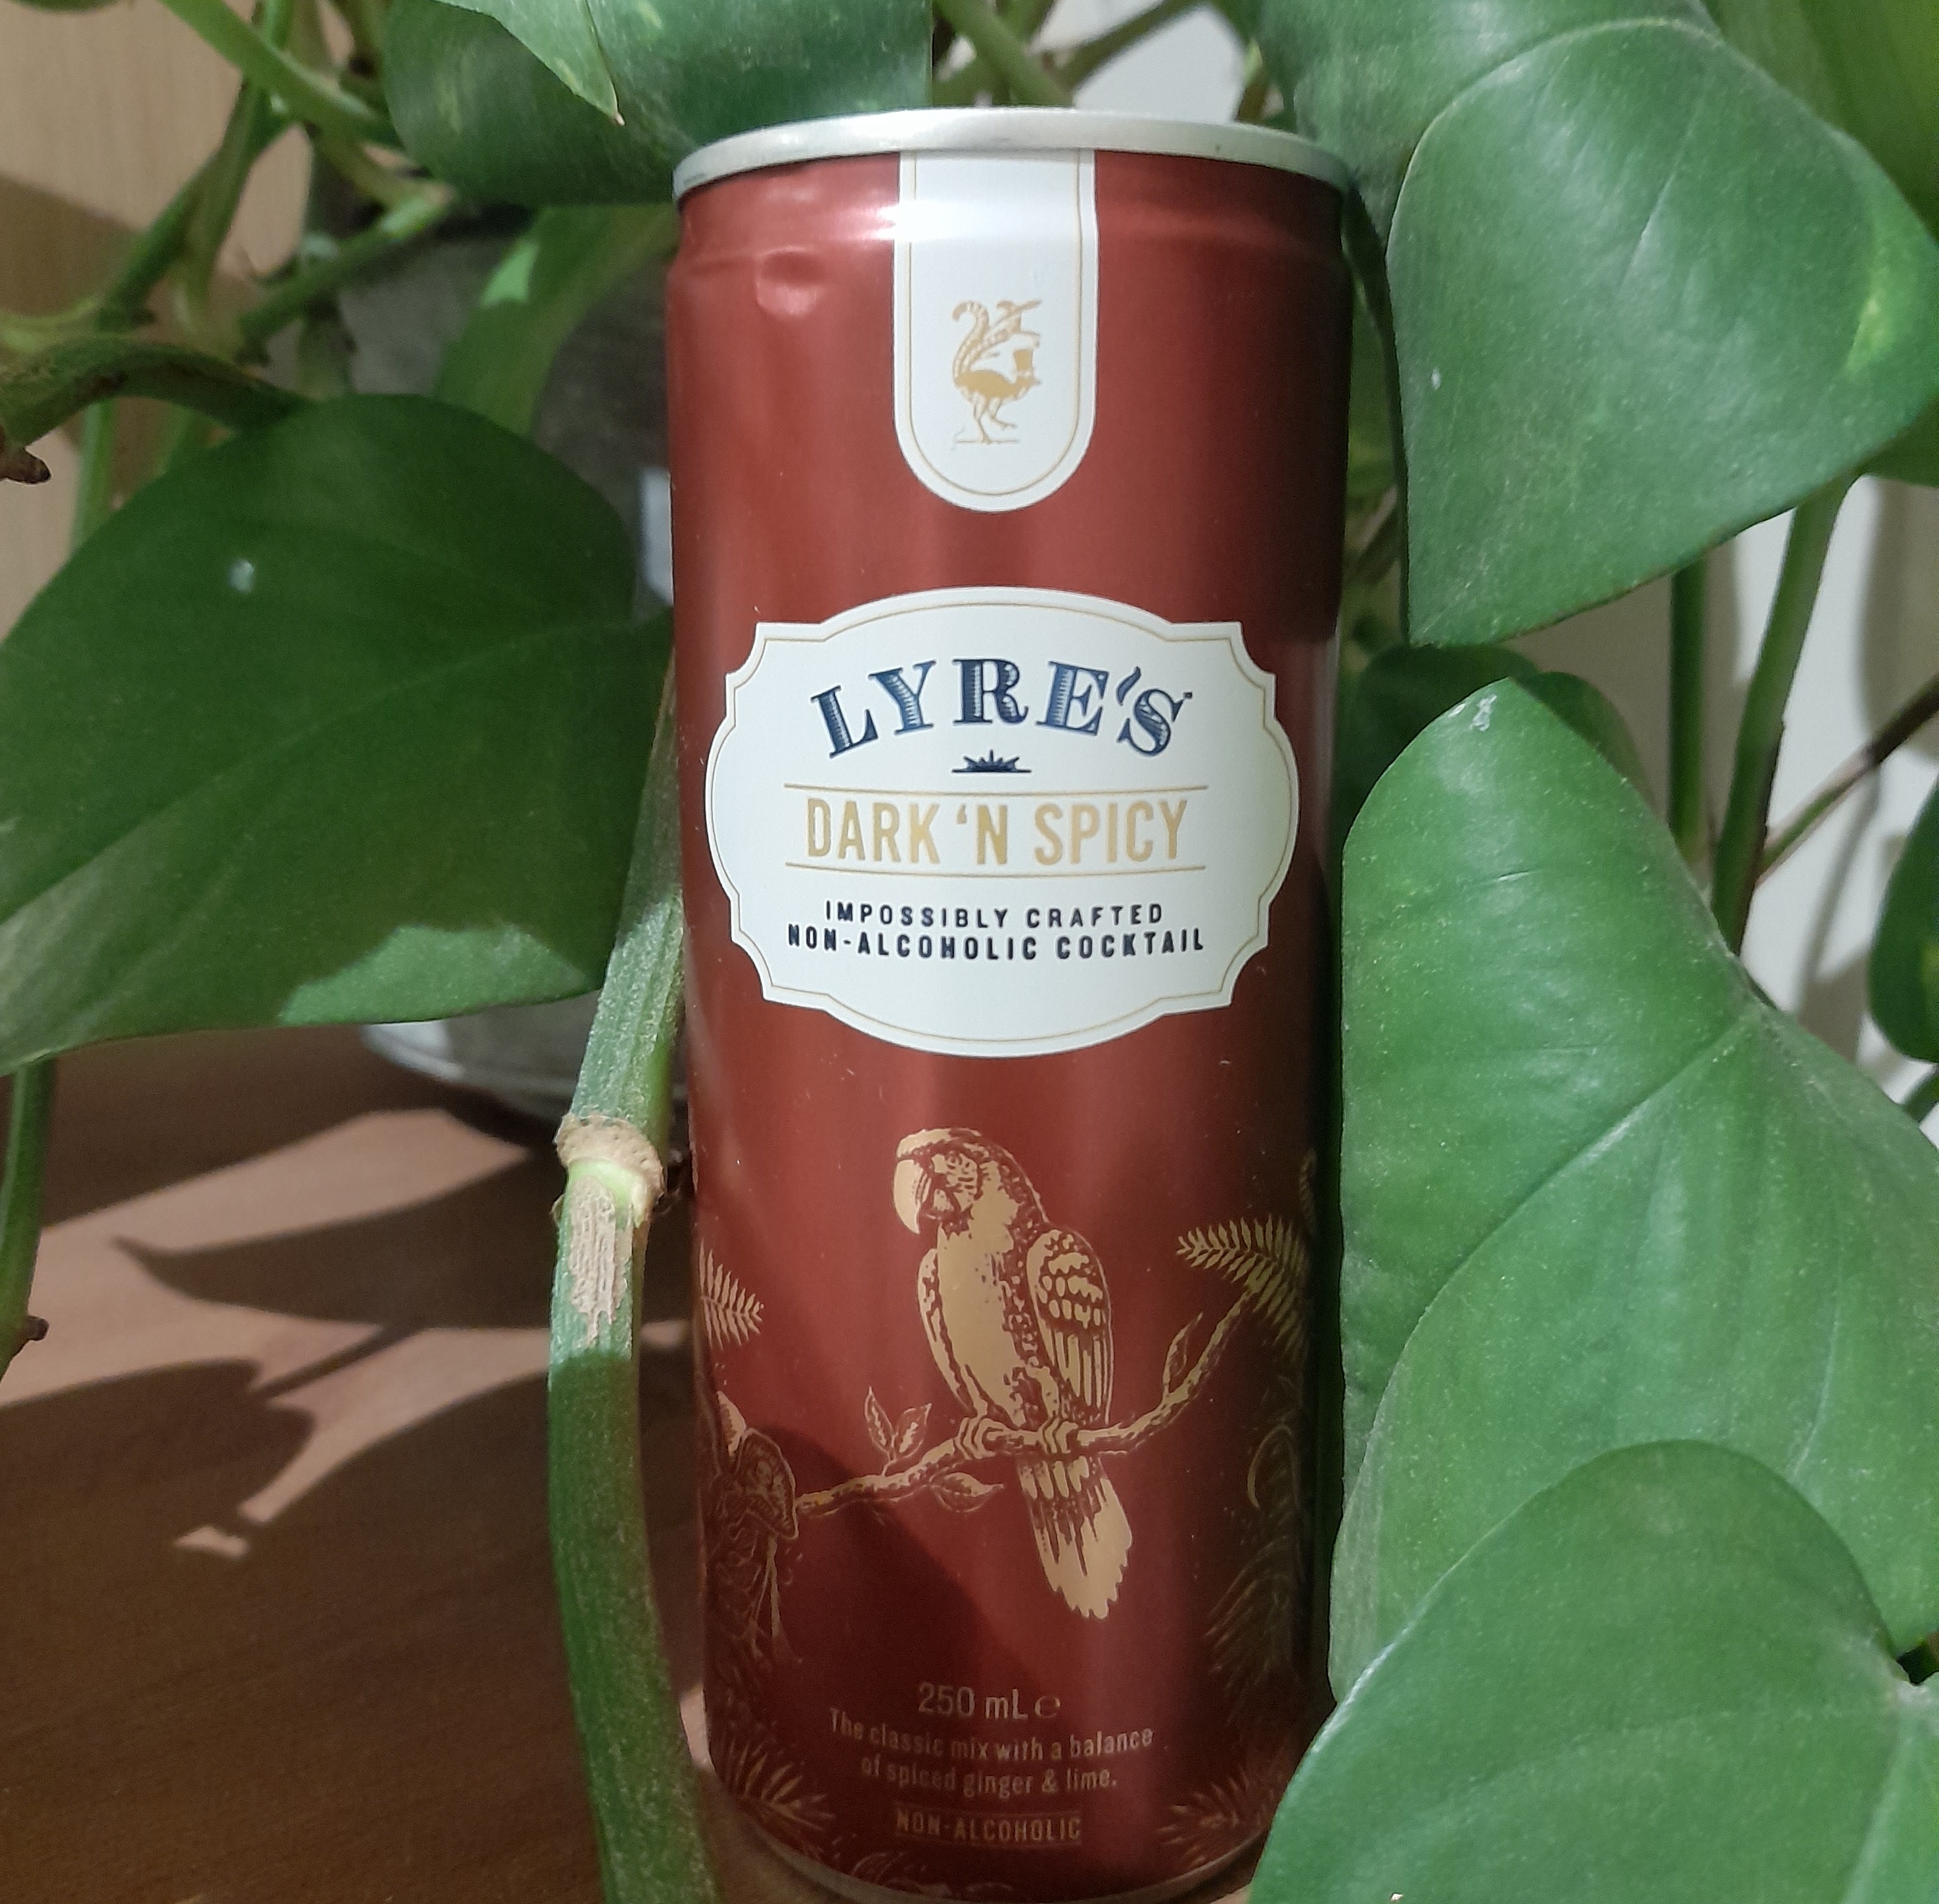 LYRE'S
DARK 'N SPICY
IMPOSSIBLY CRAFTED
NON-ALCOHOLIC COCKTAIL
250 mL ℮
The classic mix with a balance
of spiced ginger & lime.
NON-ALCOHOLIC